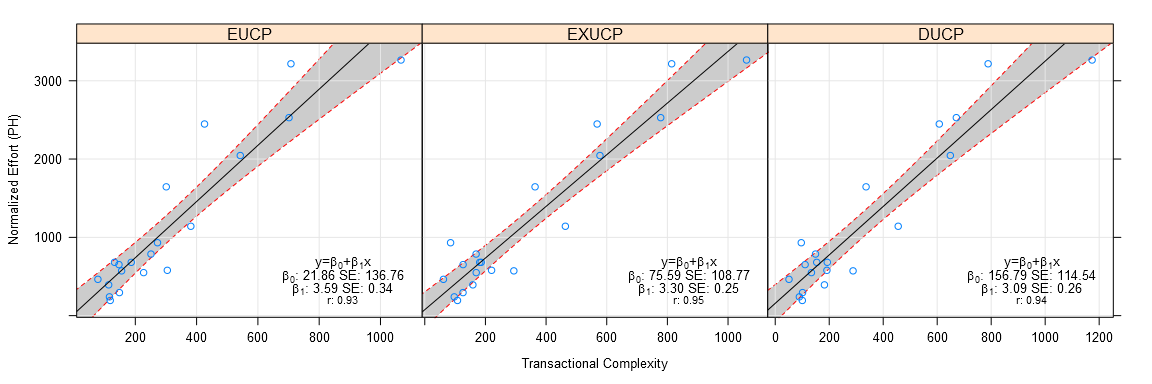 EUCP EXUCP DUCP
Normalized Effort (PH)
3000
2000
1000
y=β₀+β₁x
β₀: 21.86 SE: 136.76
β₁: 3.59 SE: 0.34
r: 0.93
y=β₀+β₁x
β₀: 75.59 SE: 108.77
β₁: 3.30 SE: 0.25
r: 0.95
y=β₀+β₁x
β₀: 156.79 SE: 114.54
β₁: 3.09 SE: 0.26
r: 0.94
200 400 600 800 1000
200 400 600 800 1000
0 200 400 600 800 1000 1200
Transactional Complexity